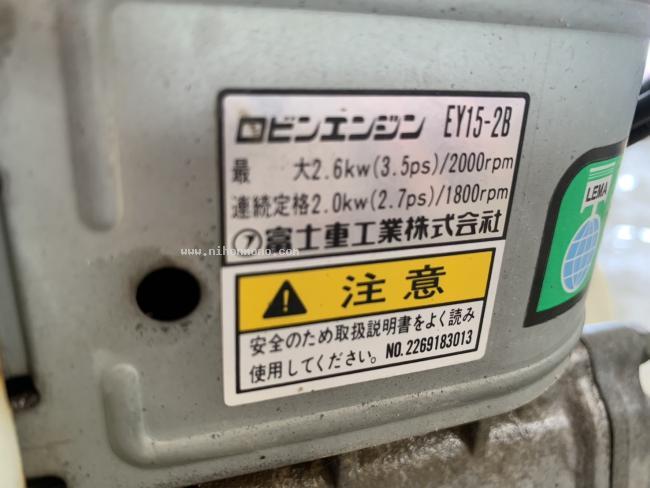 ロビンエンジン EY15-2B
最 大2.6kw(3.5ps)/2000rpm
連続定格2.0kw(2.7ps)/1800rpm
⑦富士重工業株式会社
www.nihonmono.com
注意
安全のため取扱説明書をよく読み
使用してください。 NO.2269183013
LEMA